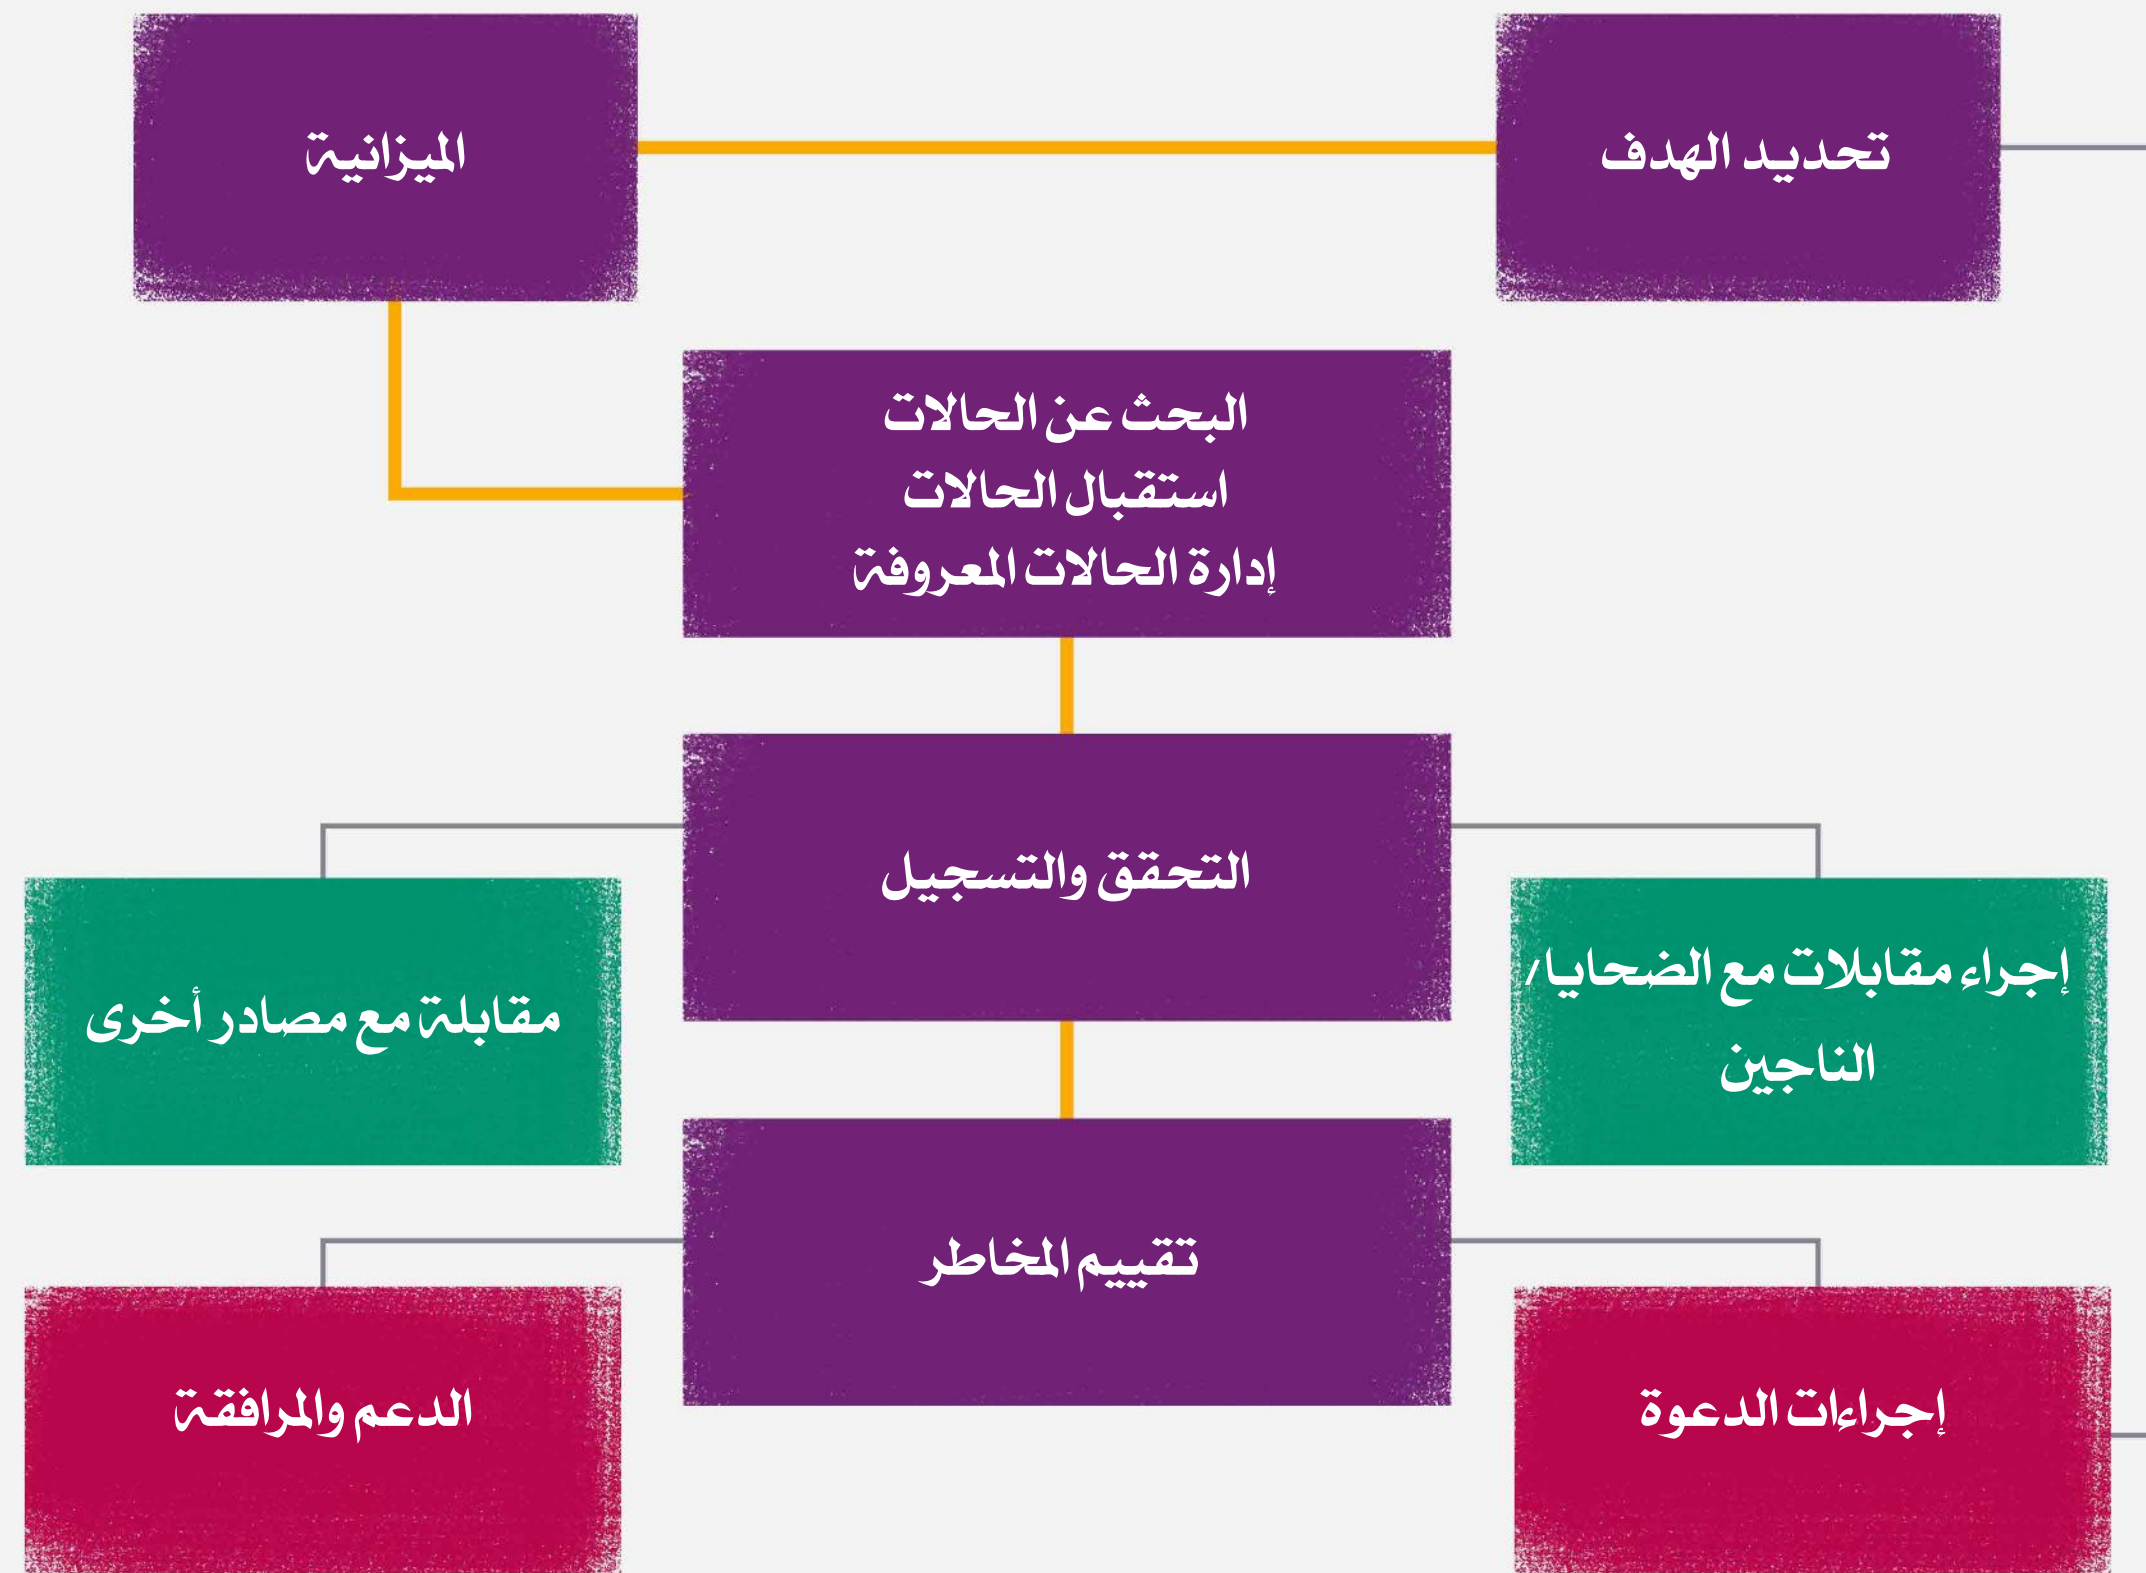 تحديد الهدف
الميزانية
البحث عن الحالات
استقبال الحالات
إدارة الحالات المعروفة
التحقق والتسجيل
إجراء مقابلات مع الضحايا/
الناجين
مقابلة مع مصادر أخرى
تقييم المخاطر
إجراءات الدعوة
الدعم والمرافقة